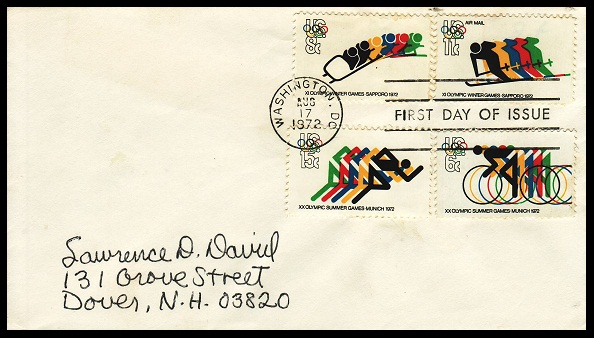 US
8c
XI OLYMPIC WINTER GAMES·SAPPORO 1972
US
AIR MAIL
11c
XI OLYMPIC WINTER GAMES·SAPPORO 1972
WASHINGTON, DC
AUG
17
1972
FIRST DAY OF ISSUE
US
15c
XX OLYMPIC SUMMER GAMES·MUNICH 1972
US
6c
XX OLYMPIC SUMMER GAMES·MUNICH 1972
Lawrence D. David
131 Grove Street
Dover, N.H. 03820